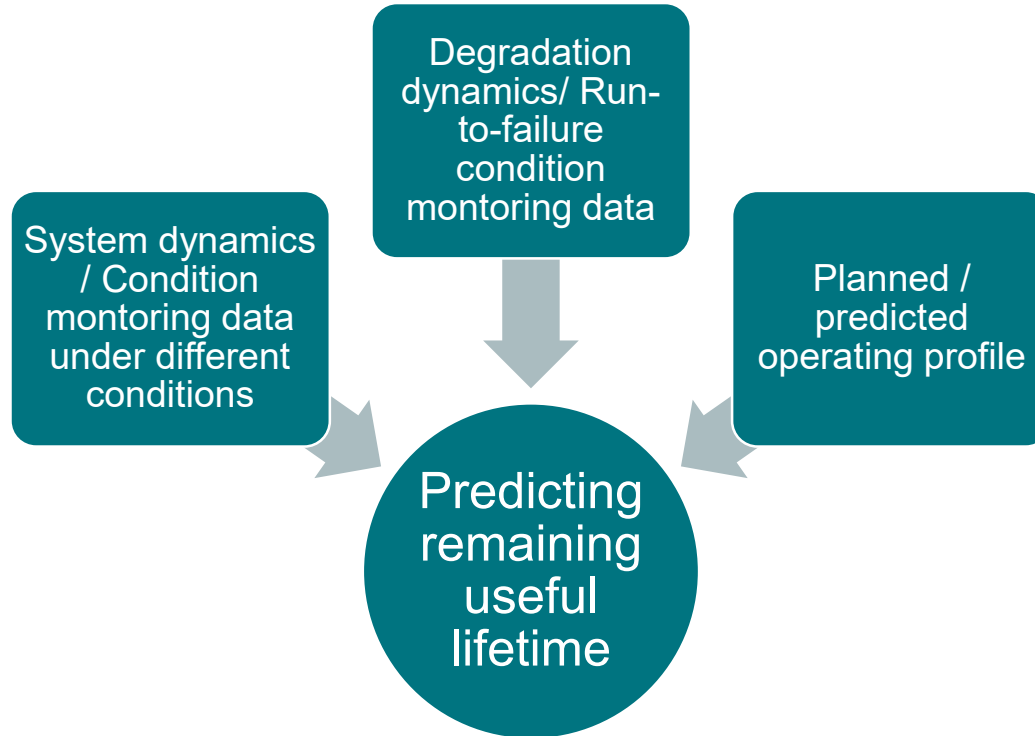 Degradation
dynamics/ Run-
to-failure
condition
montoring data
System dynamics
/ Condition
montoring data
under different
conditions
Planned /
predicted
operating profile
Predicting
remaining
useful
lifetime